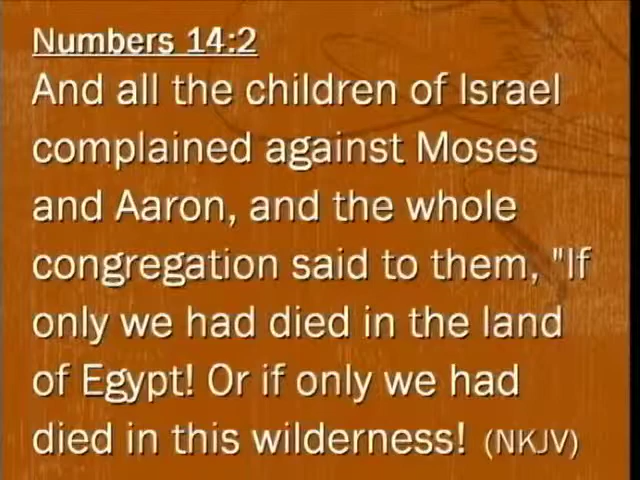 Numbers 14:2
And all the children of Israel
complained against Moses
and Aaron, and the whole
congregation said to them, "If
only we had died in the land
of Egypt! Or if only we had
died in this wilderness! (NKJV)